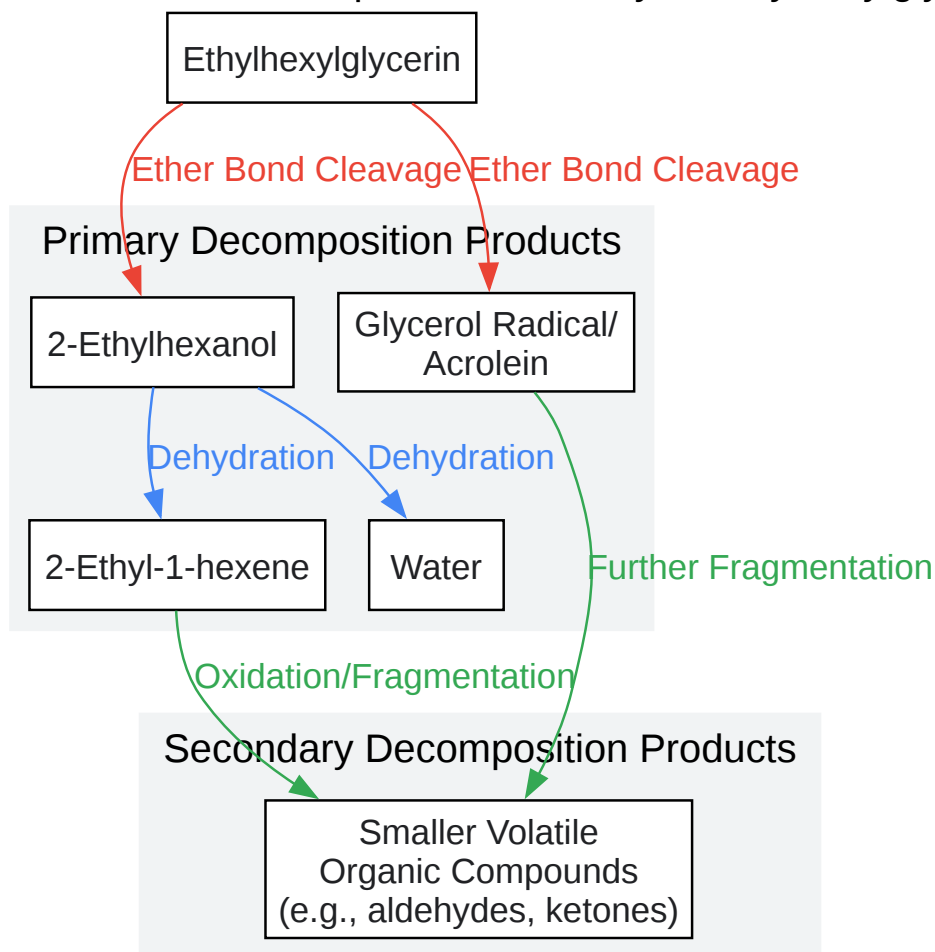 Ethylhexylglycerin
Ether Bond Cleavage Ether Bond Cleavage
Primary Decomposition Products
2-Ethylhexanol
Glycerol Radical/
Acrolein
Dehydration Dehydration
2-Ethyl-1-hexene
Water
Further Fragmentation
Oxidation/Fragmentation
Secondary Decomposition Products
Smaller Volatile
Organic Compounds
(e.g., aldehydes, ketones)